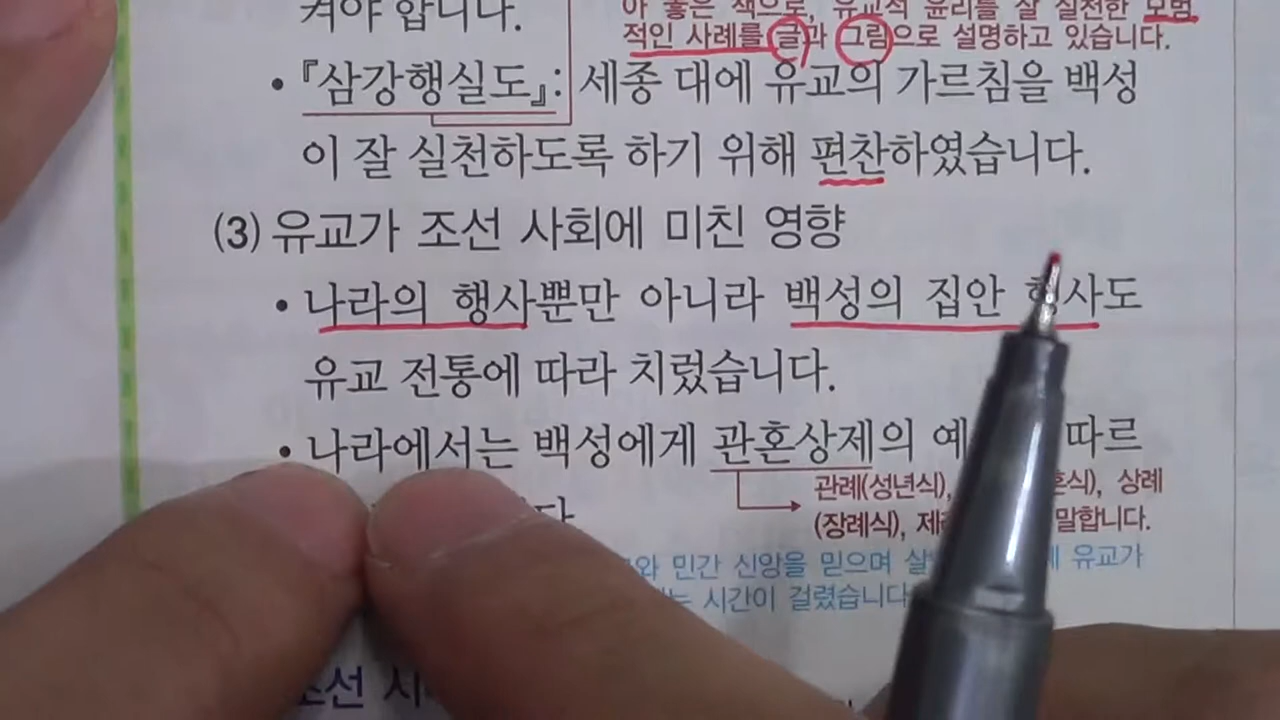 켜야 합니다.
아 좋은 책으로, 유교적 윤리를 잘 실천한 모범
적인 사례를 글과 그림으로 설명하고 있습니다.
• 『삼강행실도』: 세종 대에 유교의 가르침을 백성
이 잘 실천하도록 하기 위해 편찬하였습니다.
(3) 유교가 조선 사회에 미친 영향
• 나라의 행사뿐만 아니라 백성의 집안 행사도
유교 전통에 따라 치렀습니다.
• 나라에서는 백성에게 관혼상제의 예 따르
관례(성년식), 상례
(장례식), 말합니다.
민간 신앙을 믿으며 유교가
시간이 걸렸습니다
조선